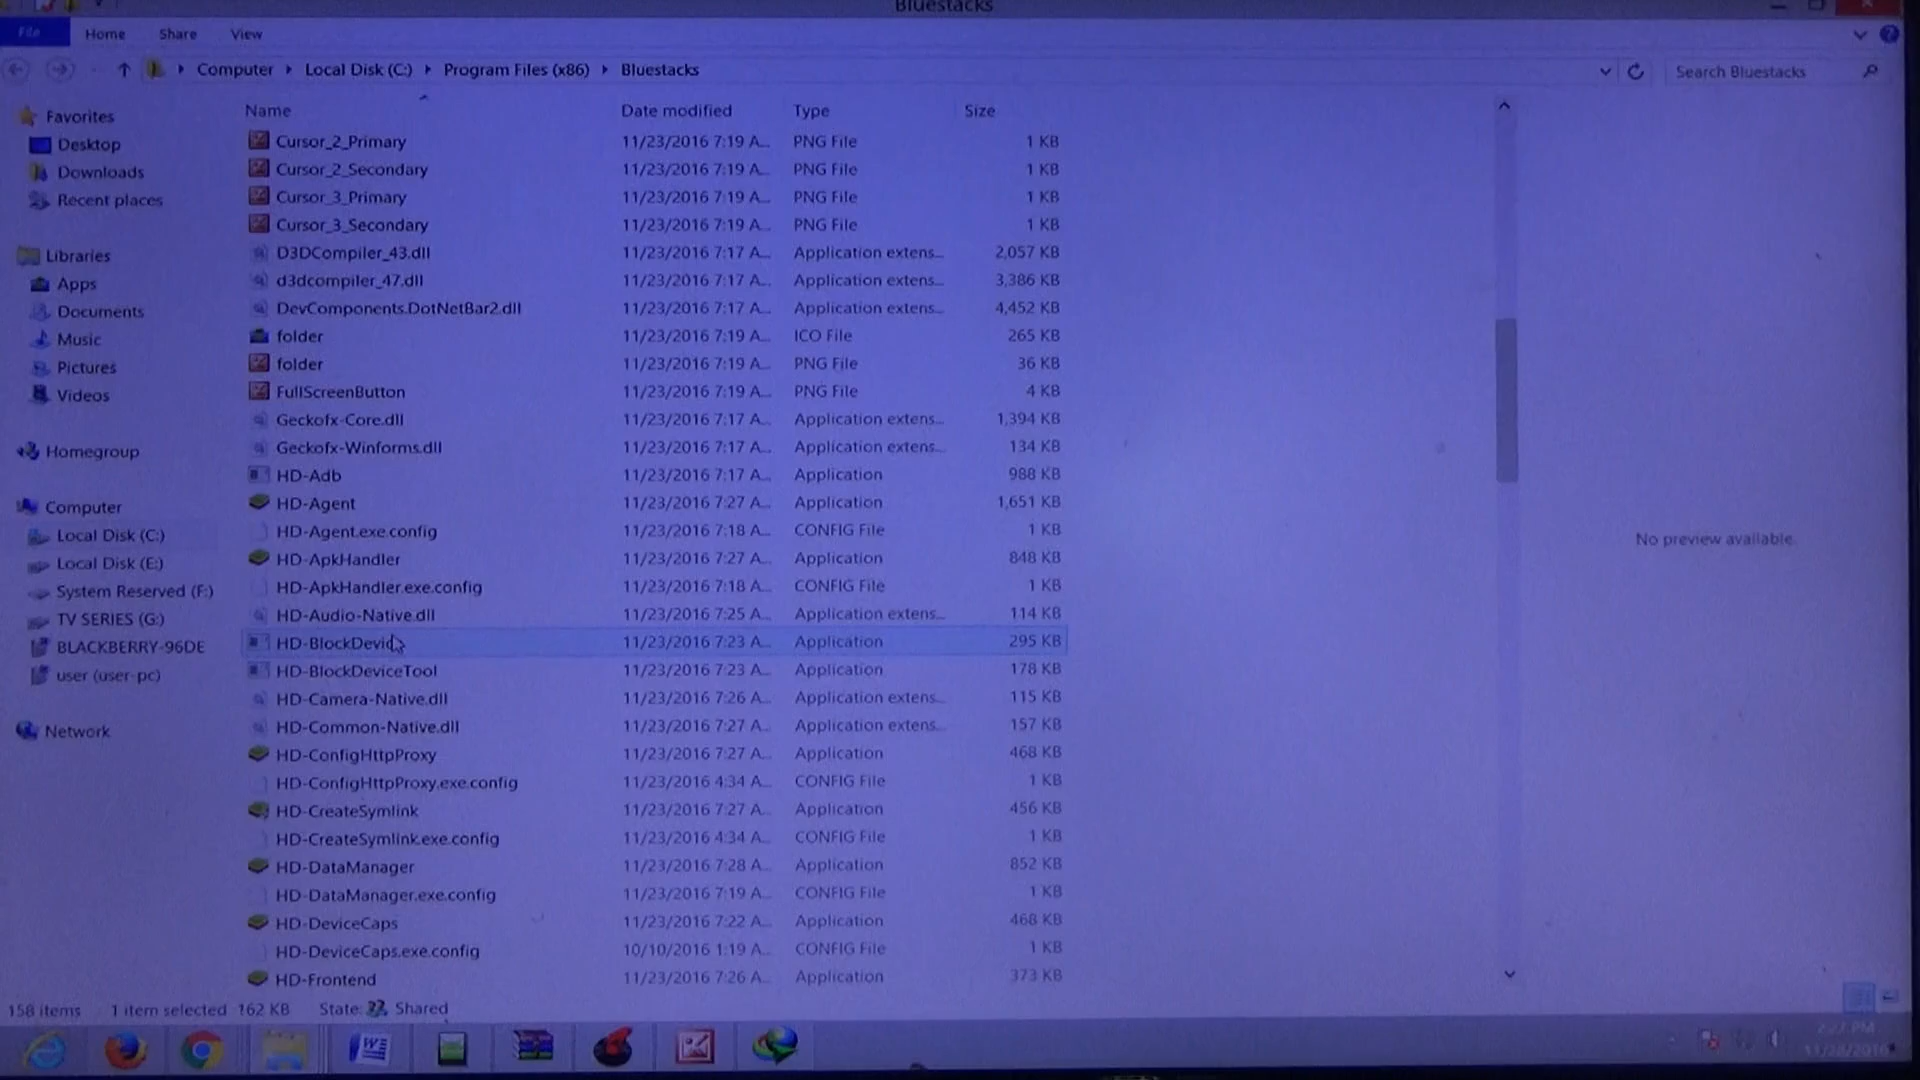 Bluestacks
File Home Share View
Computer Local Disk (C:) Program Files (x86) Bluestacks Search Bluestacks
Name Date modified Type Size
Favorites
Desktop
Downloads
Recent places
Libraries
Apps
Documents
Music
Pictures
Videos
Homegroup
Computer
Local Disk (C:)
Local Disk (E:)
System Reserved (F:)
TV SERIES (G:)
BLACKBERRY-96DE
user (user-pc)
Network
Cursor_2_Primary 11/23/2016 7:19 A... PNG File 1 KB
Cursor_2_Secondary 11/23/2016 7:19 A... PNG File 1 KB
Cursor_3_Primary 11/23/2016 7:19 A... PNG File 1 KB
Cursor_3_Secondary 11/23/2016 7:19 A... PNG File 1 KB
D3DCompiler_43.dll 11/23/2016 7:17 A... Application extens... 2,057 KB
d3dcompiler_47.dll 11/23/2016 7:17 A... Application extens... 3,386 KB
DevComponents.DotNetBar2.dll 11/23/2016 7:17 A... Application extens... 4,452 KB
folder 11/23/2016 7:19 A... ICO File 265 KB
folder 11/23/2016 7:19 A... PNG File 36 KB
FullScreenButton 11/23/2016 7:19 A... PNG File 4 KB
Geckofx-Core.dll 11/23/2016 7:17 A... Application extens... 1,394 KB
Geckofx-Winforms.dll 11/23/2016 7:17 A... Application extens... 134 KB
HD-Adb 11/23/2016 7:17 A... Application 988 KB
HD-Agent 11/23/2016 7:27 A... Application 1,651 KB
HD-Agent.exe.config 11/23/2016 7:18 A... CONFIG File 1 KB
HD-ApkHandler 11/23/2016 7:27 A... Application 848 KB
HD-ApkHandler.exe.config 11/23/2016 7:18 A... CONFIG File 1 KB
HD-Audio-Native.dll 11/23/2016 7:25 A... Application extens... 114 KB
HD-BlockDevic 11/23/2016 7:23 A... Application 295 KB
HD-BlockDeviceTool 11/23/2016 7:23 A... Application 178 KB
HD-Camera-Native.dll 11/23/2016 7:26 A... Application extens... 115 KB
HD-Common-Native.dll 11/23/2016 7:27 A... Application extens... 157 KB
HD-ConfigHttpProxy 11/23/2016 7:27 A... Application 468 KB
HD-ConfigHttpProxy.exe.config 11/23/2016 4:34 A... CONFIG File 1 KB
HD-CreateSymlink 11/23/2016 7:27 A... Application 456 KB
HD-CreateSymlink.exe.config 11/23/2016 4:34 A... CONFIG File 1 KB
HD-DataManager 11/23/2016 7:28 A... Application 852 KB
HD-DataManager.exe.config 11/23/2016 7:19 A... CONFIG File 1 KB
HD-DeviceCaps 11/23/2016 7:22 A... Application 468 KB
HD-DeviceCaps.exe.config 10/10/2016 1:19 A... CONFIG File 1 KB
HD-Frontend 11/23/2016 7:26 A... Application 373 KB
No preview available.
158 items 1 item selected 162 KB State: Shared